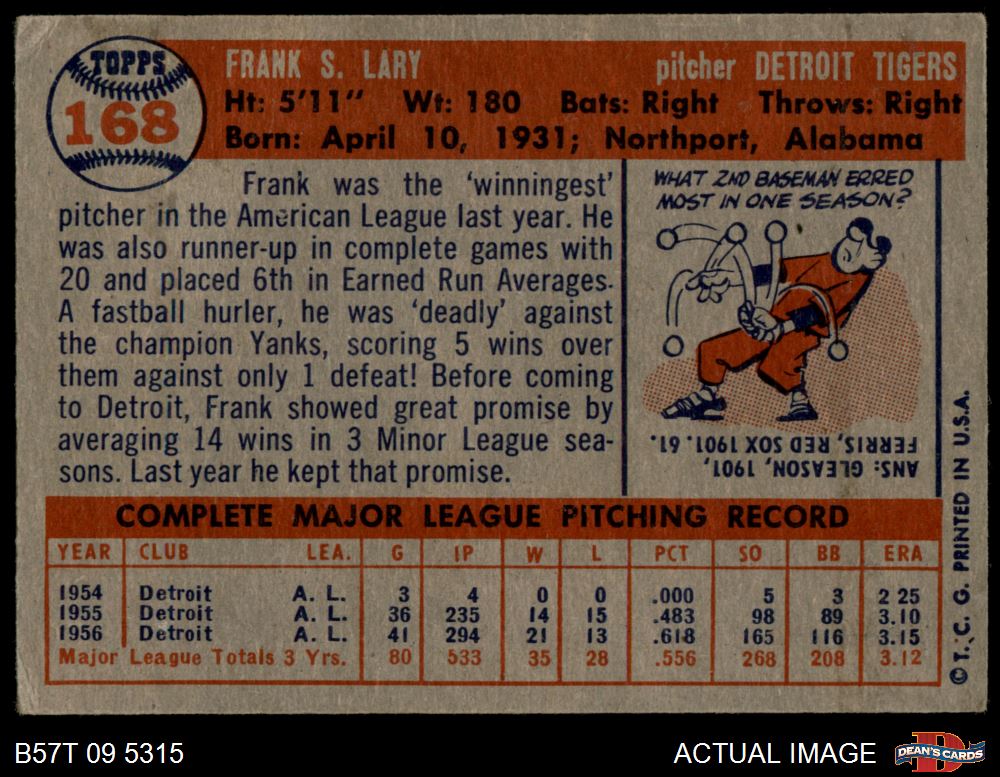 TOPPS
168
FRANK S. LARY pitcher DETROIT TIGERS
Ht: 5'11" Wt: 180 Bats: Right Throws: Right
Born: April 10, 1931; Northport, Alabama
Frank was the 'winningest'
pitcher in the American League last year. He
was also runner-up in complete games with
20 and placed 6th in Earned Run Averages.
A fastball hurler, he was 'deadly' against
the champion Yanks, scoring 5 wins over
them against only 1 defeat! Before coming
to Detroit, Frank showed great promise by
averaging 14 wins in 3 Minor League sea-
sons. Last year he kept that promise.
WHAT 2ND BASEMAN ERRED
MOST IN ONE SEASON?
ANS: GLEASON, 1901,
FERRIS, RED SOX 1901. 61.
COMPLETE MAJOR LEAGUE PITCHING RECORD
YEAR CLUB LEA. G IP W L PCT SO BB ERA
1954 Detroit A. L. 3 4 0 0 .000 5 3 2 25
1955 Detroit A. L. 36 235 14 15 .483 98 89 3.10
1956 Detroit A. L. 41 294 21 13 .618 165 116 3.15
Major League Totals 3 Yrs. 80 533 35 28 .556 268 208 3.12
© T. C. G. PRINTED IN U.S.A.
B57T 09 5315 ACTUAL IMAGE DEAN'S CARDS